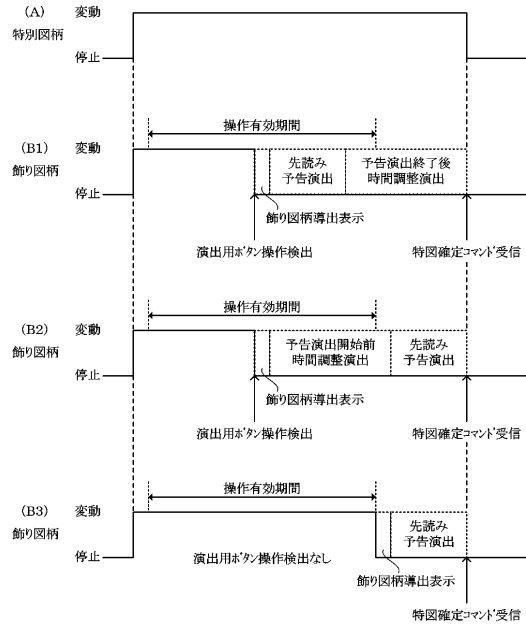 (A)
特別図柄
変動
停止
操作有効期間
(B1)
飾り図柄
変動
停止
先読み
予告演出
予告演出終了後
時間調整演出
飾り図柄導出表示
演出用ボタン操作検出
特図確定コマンド受信
操作有効期間
(B2)
飾り図柄
変動
停止
予告演出開始前
時間調整演出
先読み
予告演出
飾り図柄導出表示
演出用ボタン操作検出
特図確定コマンド受信
操作有効期間
(B3)
飾り図柄
変動
停止
先読み
予告演出
演出用ボタン操作検出なし
飾り図柄導出表示
特図確定コマンド受信